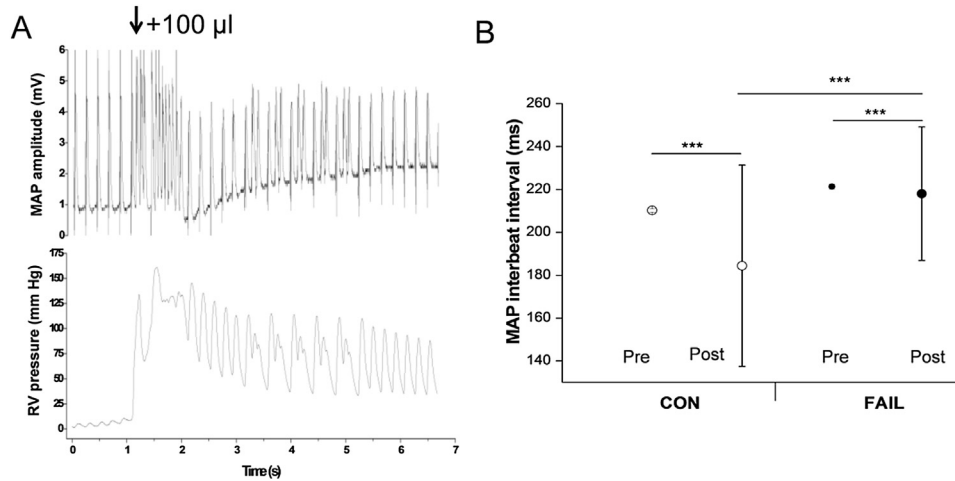 A
↓+100 µl
MAP amplitude (mV)
6
5
4
3
2
1
0
RV pressure (mm Hg)
175
150
125
100
75
50
25
0
0 1 2 3 4 5 6 7
Time (s)
B
MAP interbeat interval (ms)
260
240
220
200
180
160
140
***
***
***
Pre Post Pre Post
CON FAIL